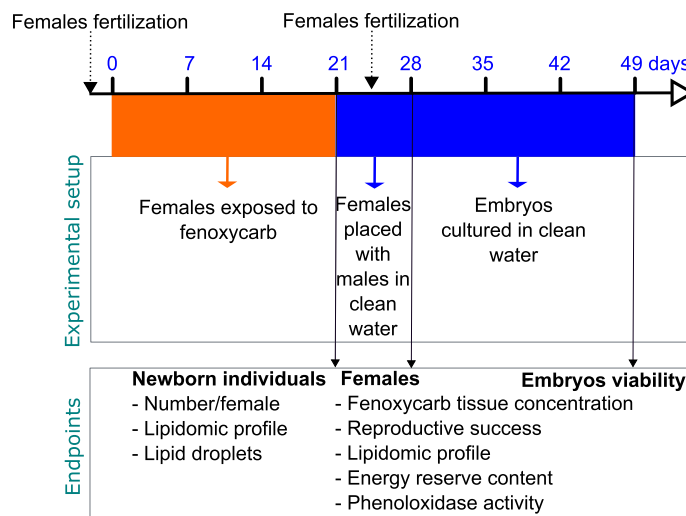 Females fertilization
Females fertilization
0 7 14 21 28 35 42 49 days
Experimental setup
Females exposed to
fenoxycarb
Females
placed
with
males in
clean
water
Embryos
cultured in clean
water
Endpoints
Newborn individuals
- Number/female
- Lipidomic profile
- Lipid droplets
Females
- Fenoxycarb tissue concentration
- Reproductive success
- Lipidomic profile
- Energy reserve content
- Phenoloxidase activity
Embryos viability